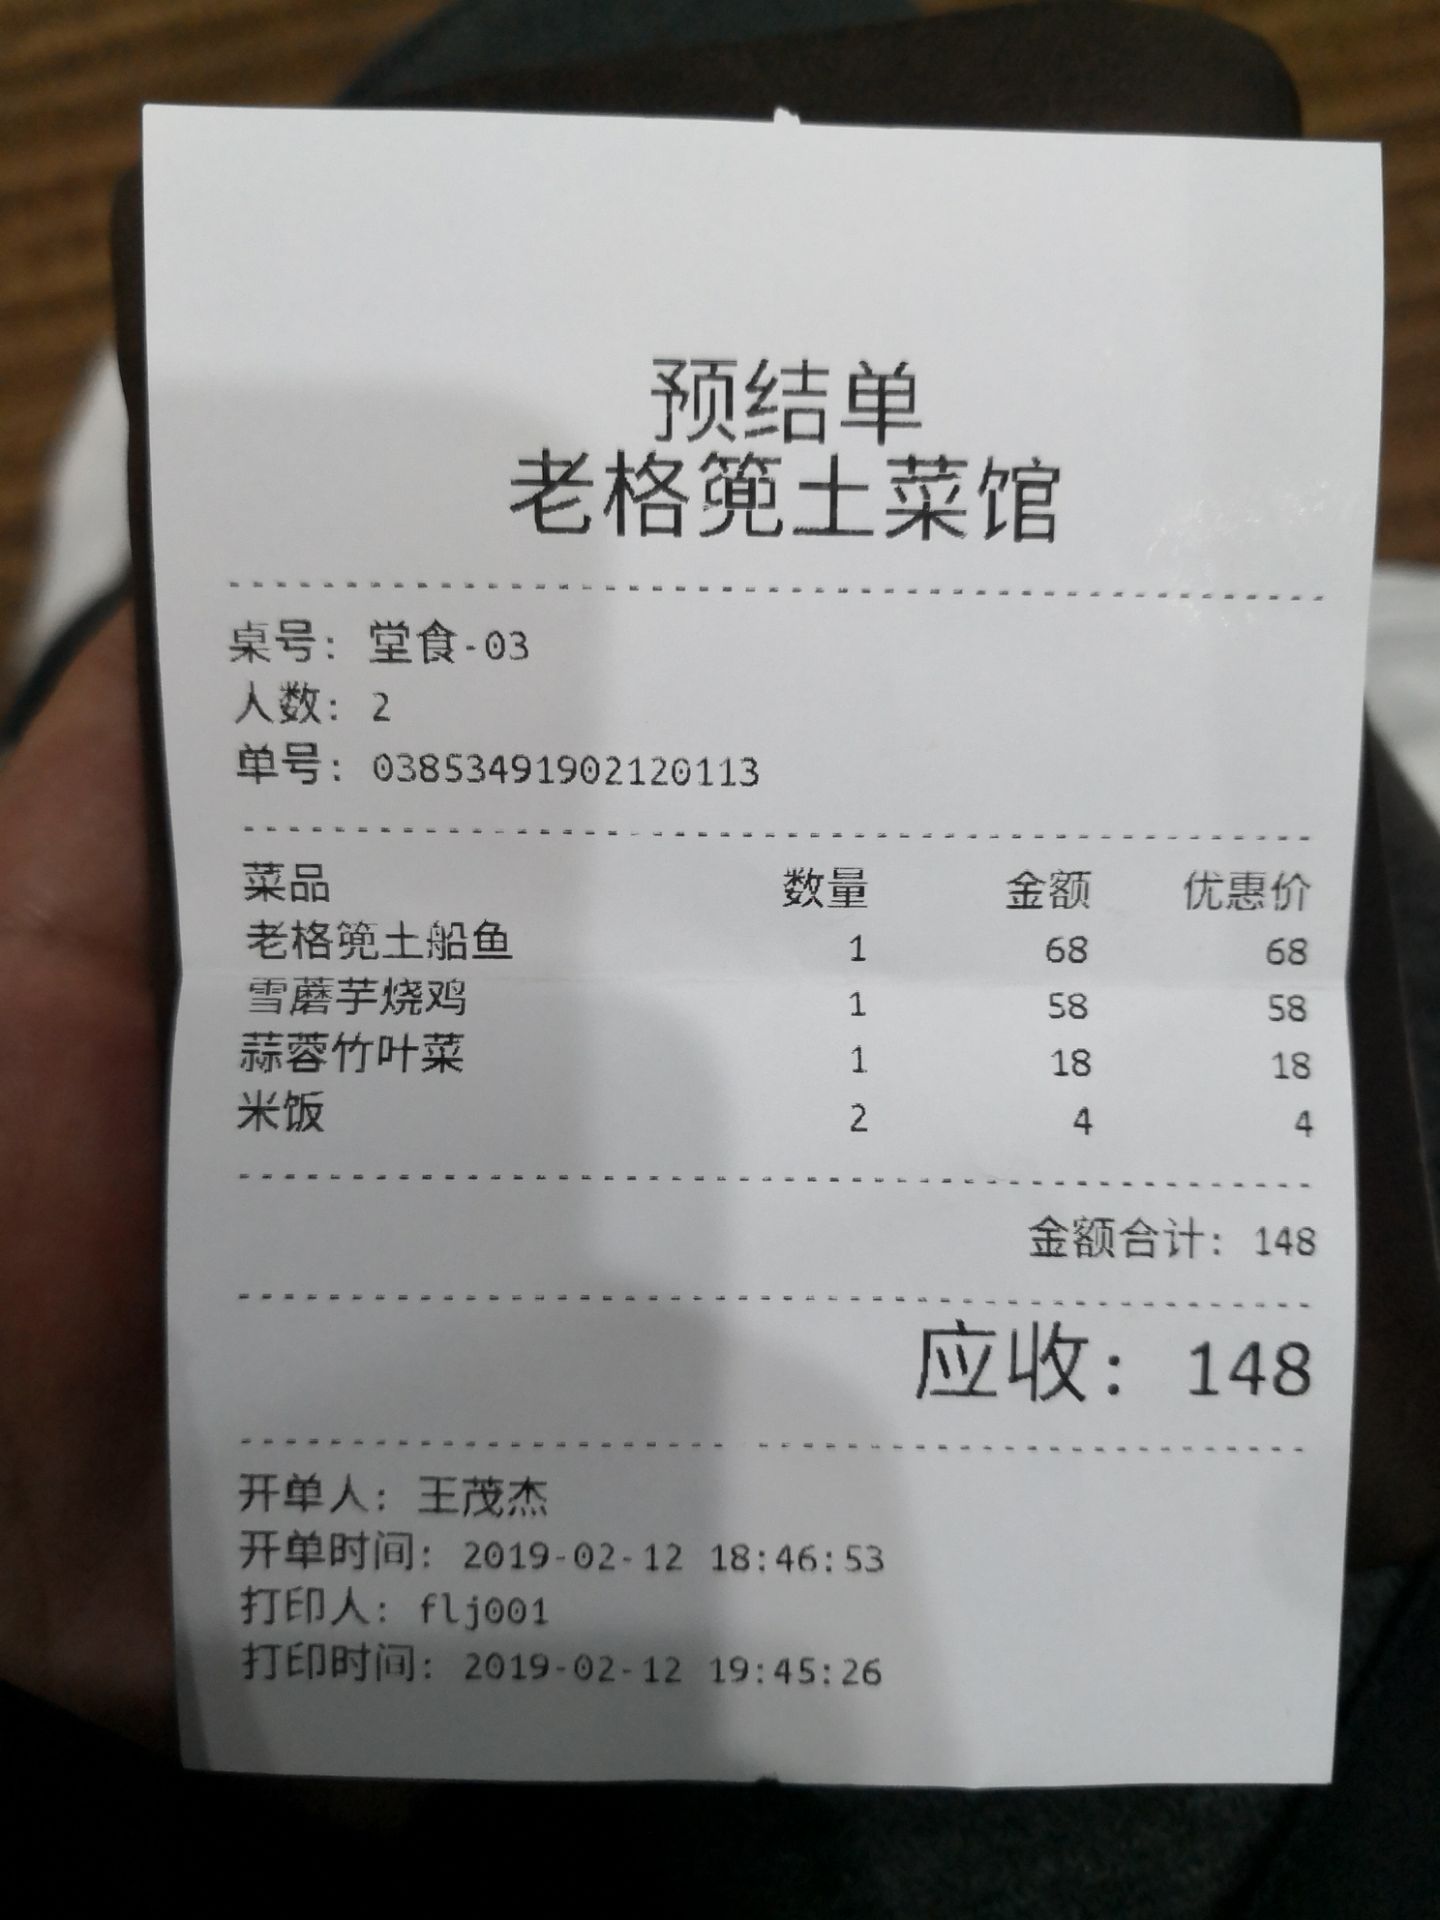 预结单
老格篼土菜馆
桌号: 堂食-03
人数: 2
单号: 03853491902120113
菜品 数量 金额 优惠价
老格篼土船鱼 1 68 68
雪蘑芋烧鸡 1 58 58
蒜蓉竹叶菜 1 18 18
米饭 2 4 4
金额合计: 148
应收: 148
开单人: 王茂杰
开单时间: 2019-02-12 18:46:53
打印人: flj001
打印时间: 2019-02-12 19:45:26